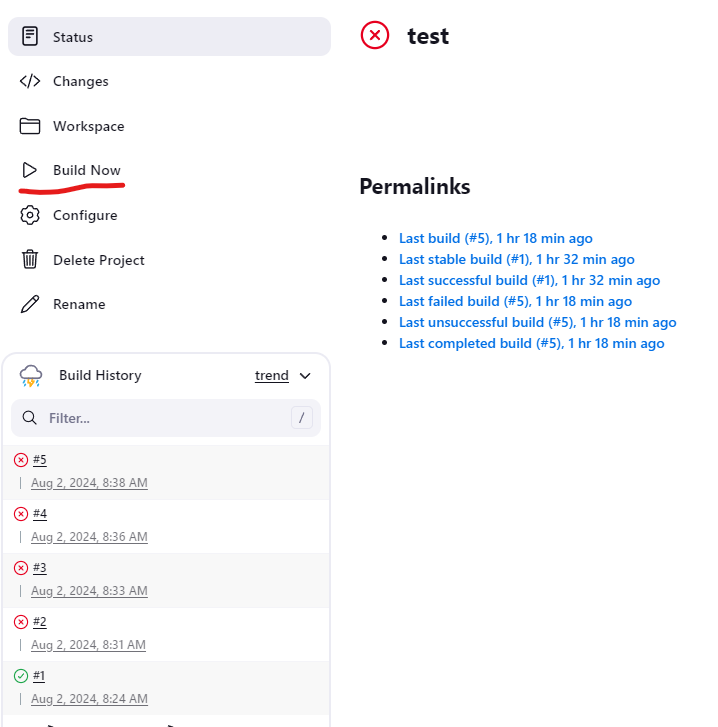 Status
Changes
Workspace
Build Now
Configure
Delete Project
Rename
Build History
trend
Filter...
/
#5
Aug 2, 2024, 8:38 AM
#4
Aug 2, 2024, 8:36 AM
#3
Aug 2, 2024, 8:33 AM
#2
Aug 2, 2024, 8:31 AM
#1
Aug 2, 2024, 8:24 AM
test
Permalinks
Last build (#5), 1 hr 18 min ago
Last stable build (#1), 1 hr 32 min ago
Last successful build (#1), 1 hr 32 min ago
Last failed build (#5), 1 hr 18 min ago
Last unsuccessful build (#5), 1 hr 18 min ago
Last completed build (#5), 1 hr 18 min ago